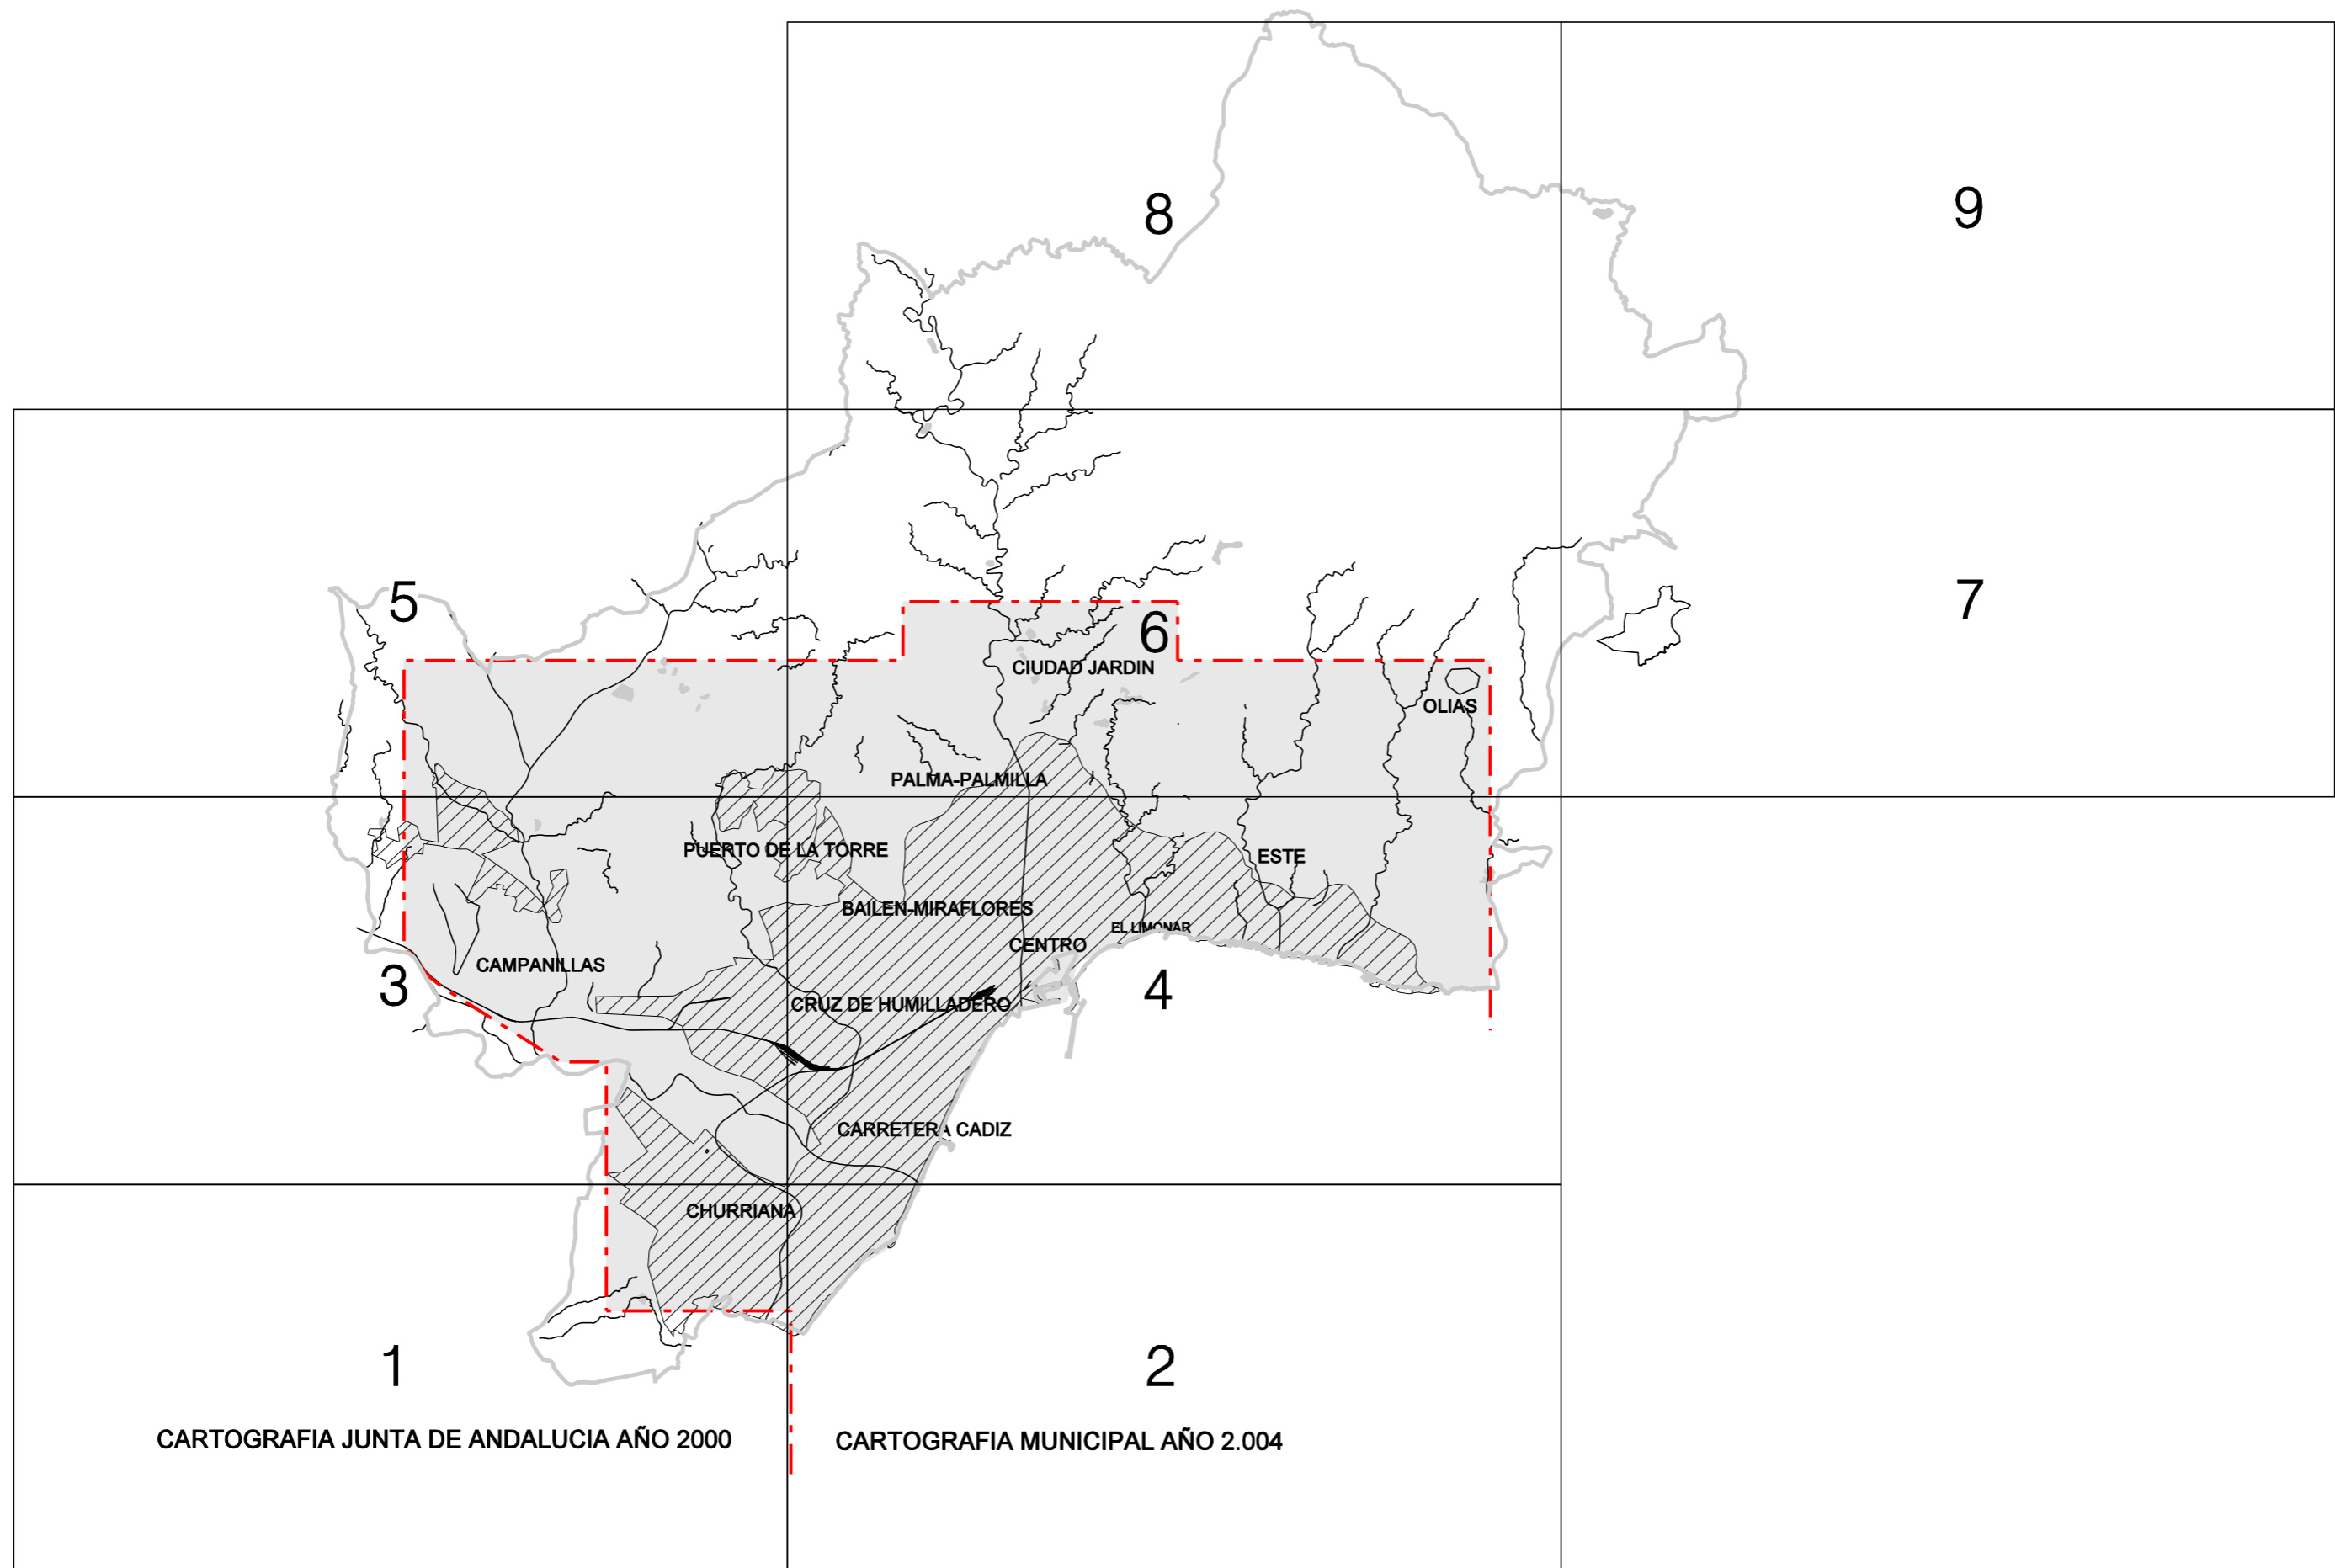 8
9
5
6
7
CIUDAD JARDIN
OLIAS
PALMA-PALMILLA
PUERTO DE LA TORRE
ESTE
BAILEN-MIRAFLORES
EL LIMONAR
CENTRO
CAMPANILLAS
3
4
CRUZ DE HUMILLADERO
CARRETERA CADIZ
CHURRIANA
1
2
CARTOGRAFIA JUNTA DE ANDALUCIA AÑO 2000
CARTOGRAFIA MUNICIPAL AÑO 2.004